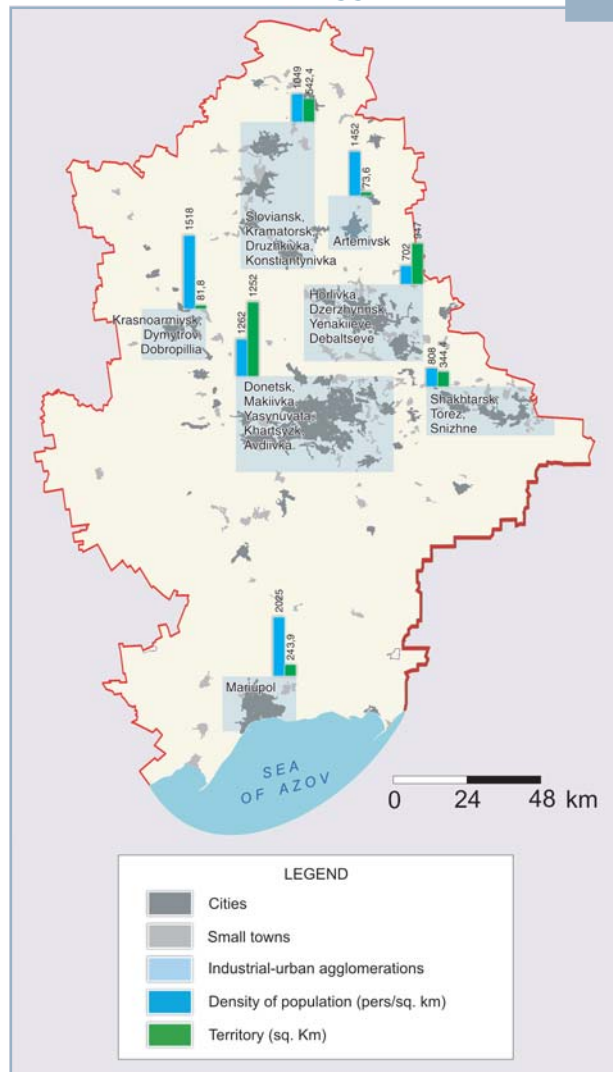 1049
542,4
1452
73,6
Sloviansk,
Kramatorsk,
Druzhkivka,
Konstiantynivka
Artemivsk
1518
81,8
Krasnoarmiysk,
Dymytrov,
Dobropillia
702
947
Horlivka
Dzerzhynnsk,
Yenakiieve,
Debaltseve
1262
1252
Donetsk,
Makiivka,
Yasynuvata,
Khartsyzk,
Avdiivka.
808
344,4
Shakhtarsk,
Torez,
Snizhne
2025
243,9
Mariupol
SEA
OF AZOV
0 24 48 km
LEGEND
Cities
Small towns
Industrial-urban agglomerations
Density of population (pers/sq. km)
Territory (sq. Km)